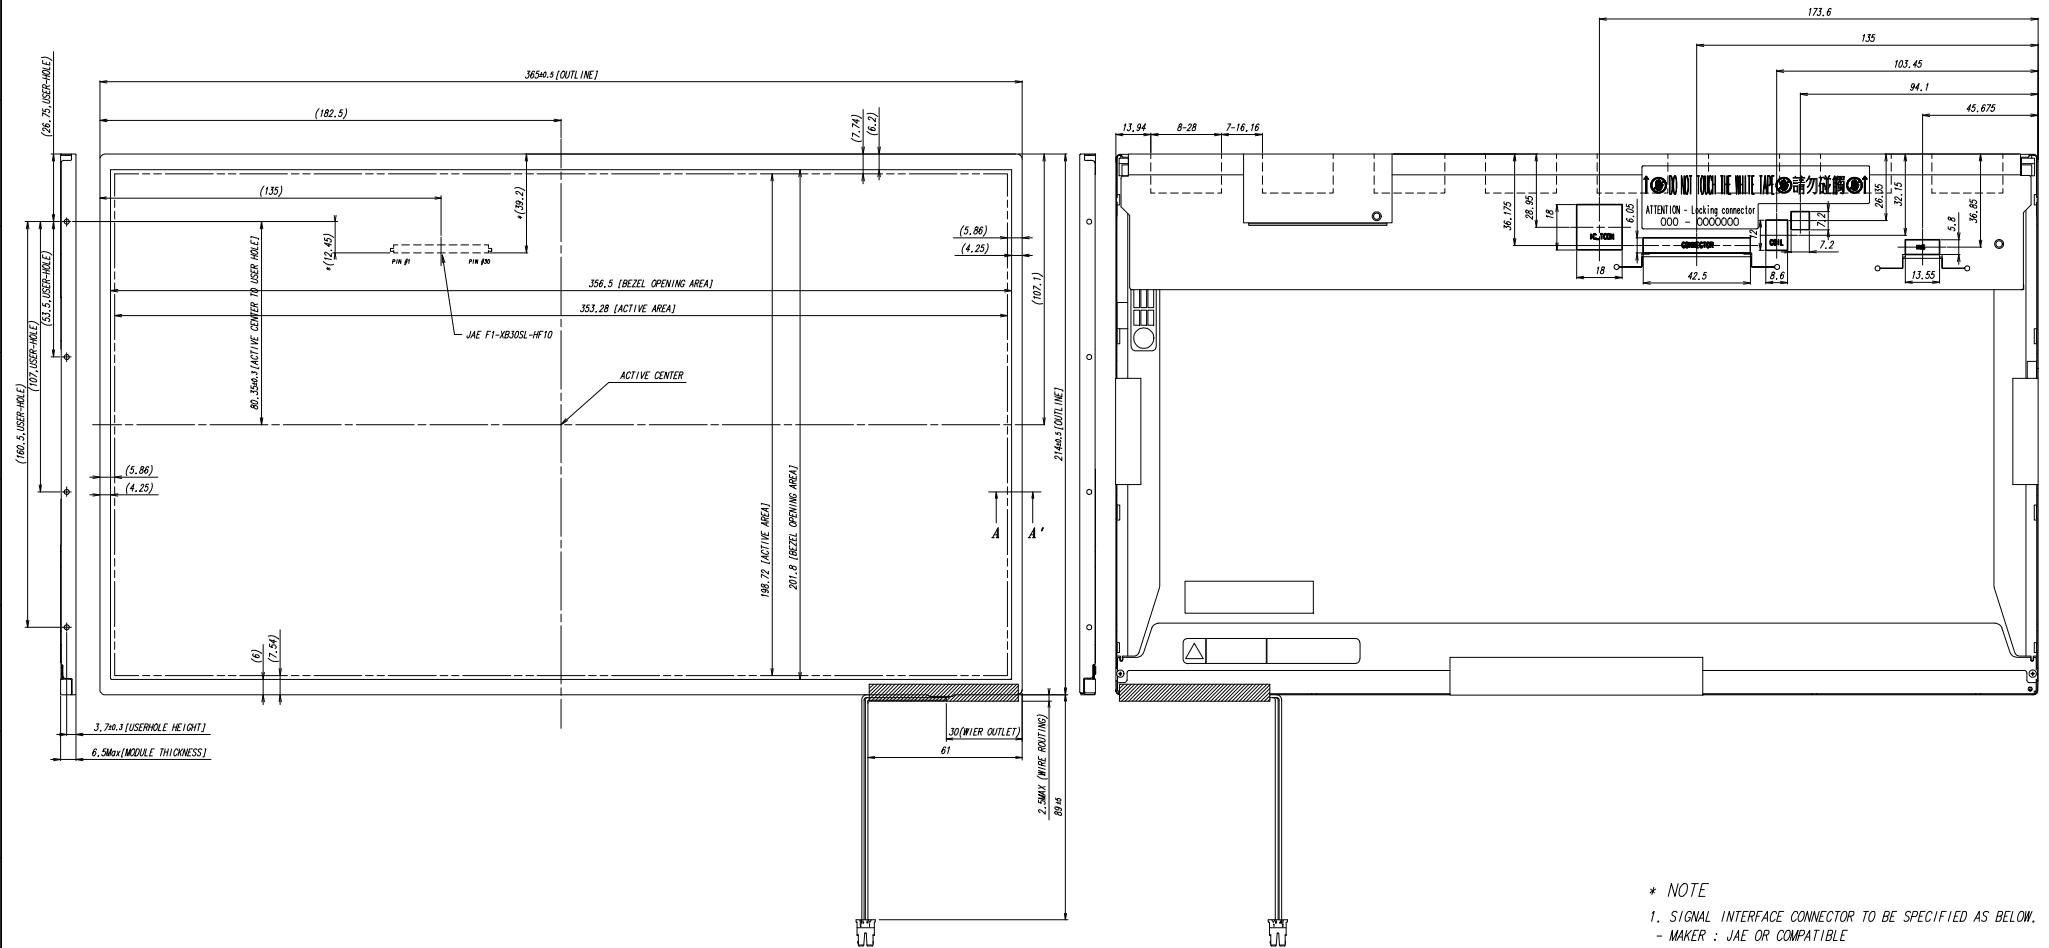 173.6
135
103.45
94.1
45.675
365±0.5 [OUTLINE]
(182.5)
(26.75,USER-HOLE)
(7.74)
(6.2)
13.94
8-28
7-16.16
(135)
*(39.2)
*(12.45)
(5.86)
(4.25)
PIN #1
PIN #30
356.5 [BEZEL OPENING AREA]
353.28 [ACTIVE AREA]
JAE F1-XB30SL-HF10
ACTIVE CENTER
(107.1)
(53.5,USER-HOLE)
(107,USER-HOLE)
(160.5,USER-HOLE)
80.35±0.3 [ACTIVE CENTER TO USER HOLE]
214±0.5 [OUTLINE]
(5.86)
(4.25)
198.72 [ACTIVE AREA]
201.8 [BEZEL OPENING AREA]
A
A'
(6)
(7.54)
3.7±0.3 [USERHOLE HEIGHT]
6.5Max[MODULE THICKNESS]
30(WIER OUTLET)
61
2.5MAX (WIRE ROUTING)
89±5
36.175
28.95
18
6.05
DO NOT TOUCH THE WHITE TAPE 請勿碰觸
ATTENTION - Locking connector
OOO - OOOOOOO
CONNECTOR
COIL
12
7.2
7.2
26.35
32.15
36.85
5.8
18
42.5
8.6
13.55
* NOTE
1. SIGNAL INTERFACE CONNECTOR TO BE SPECIFIED AS BELOW.
- MAKER : JAE OR COMPATIBLE